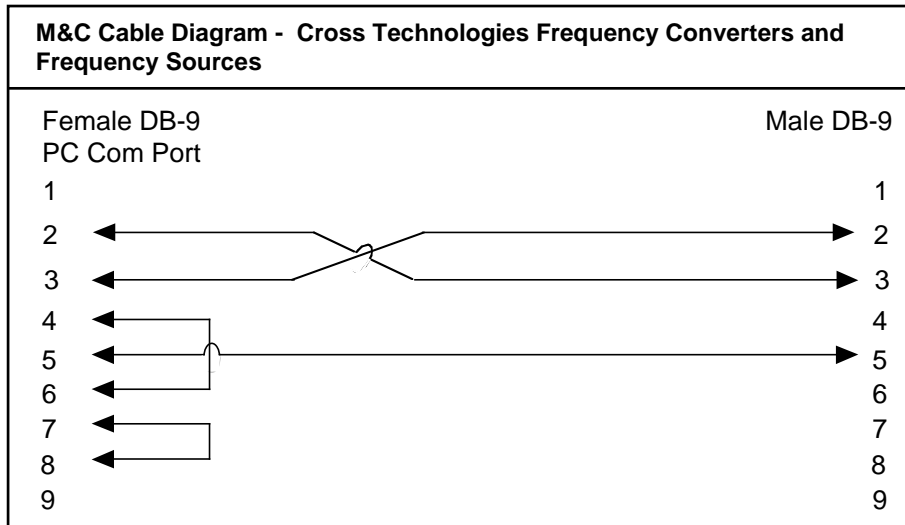 M&C Cable Diagram - Cross Technologies Frequency Converters and
Frequency Sources
Female DB-9 Male DB-9
PC Com Port
1 1
2 2
3 3
4 4
5 5
6 6
7 7
8 8
9 9